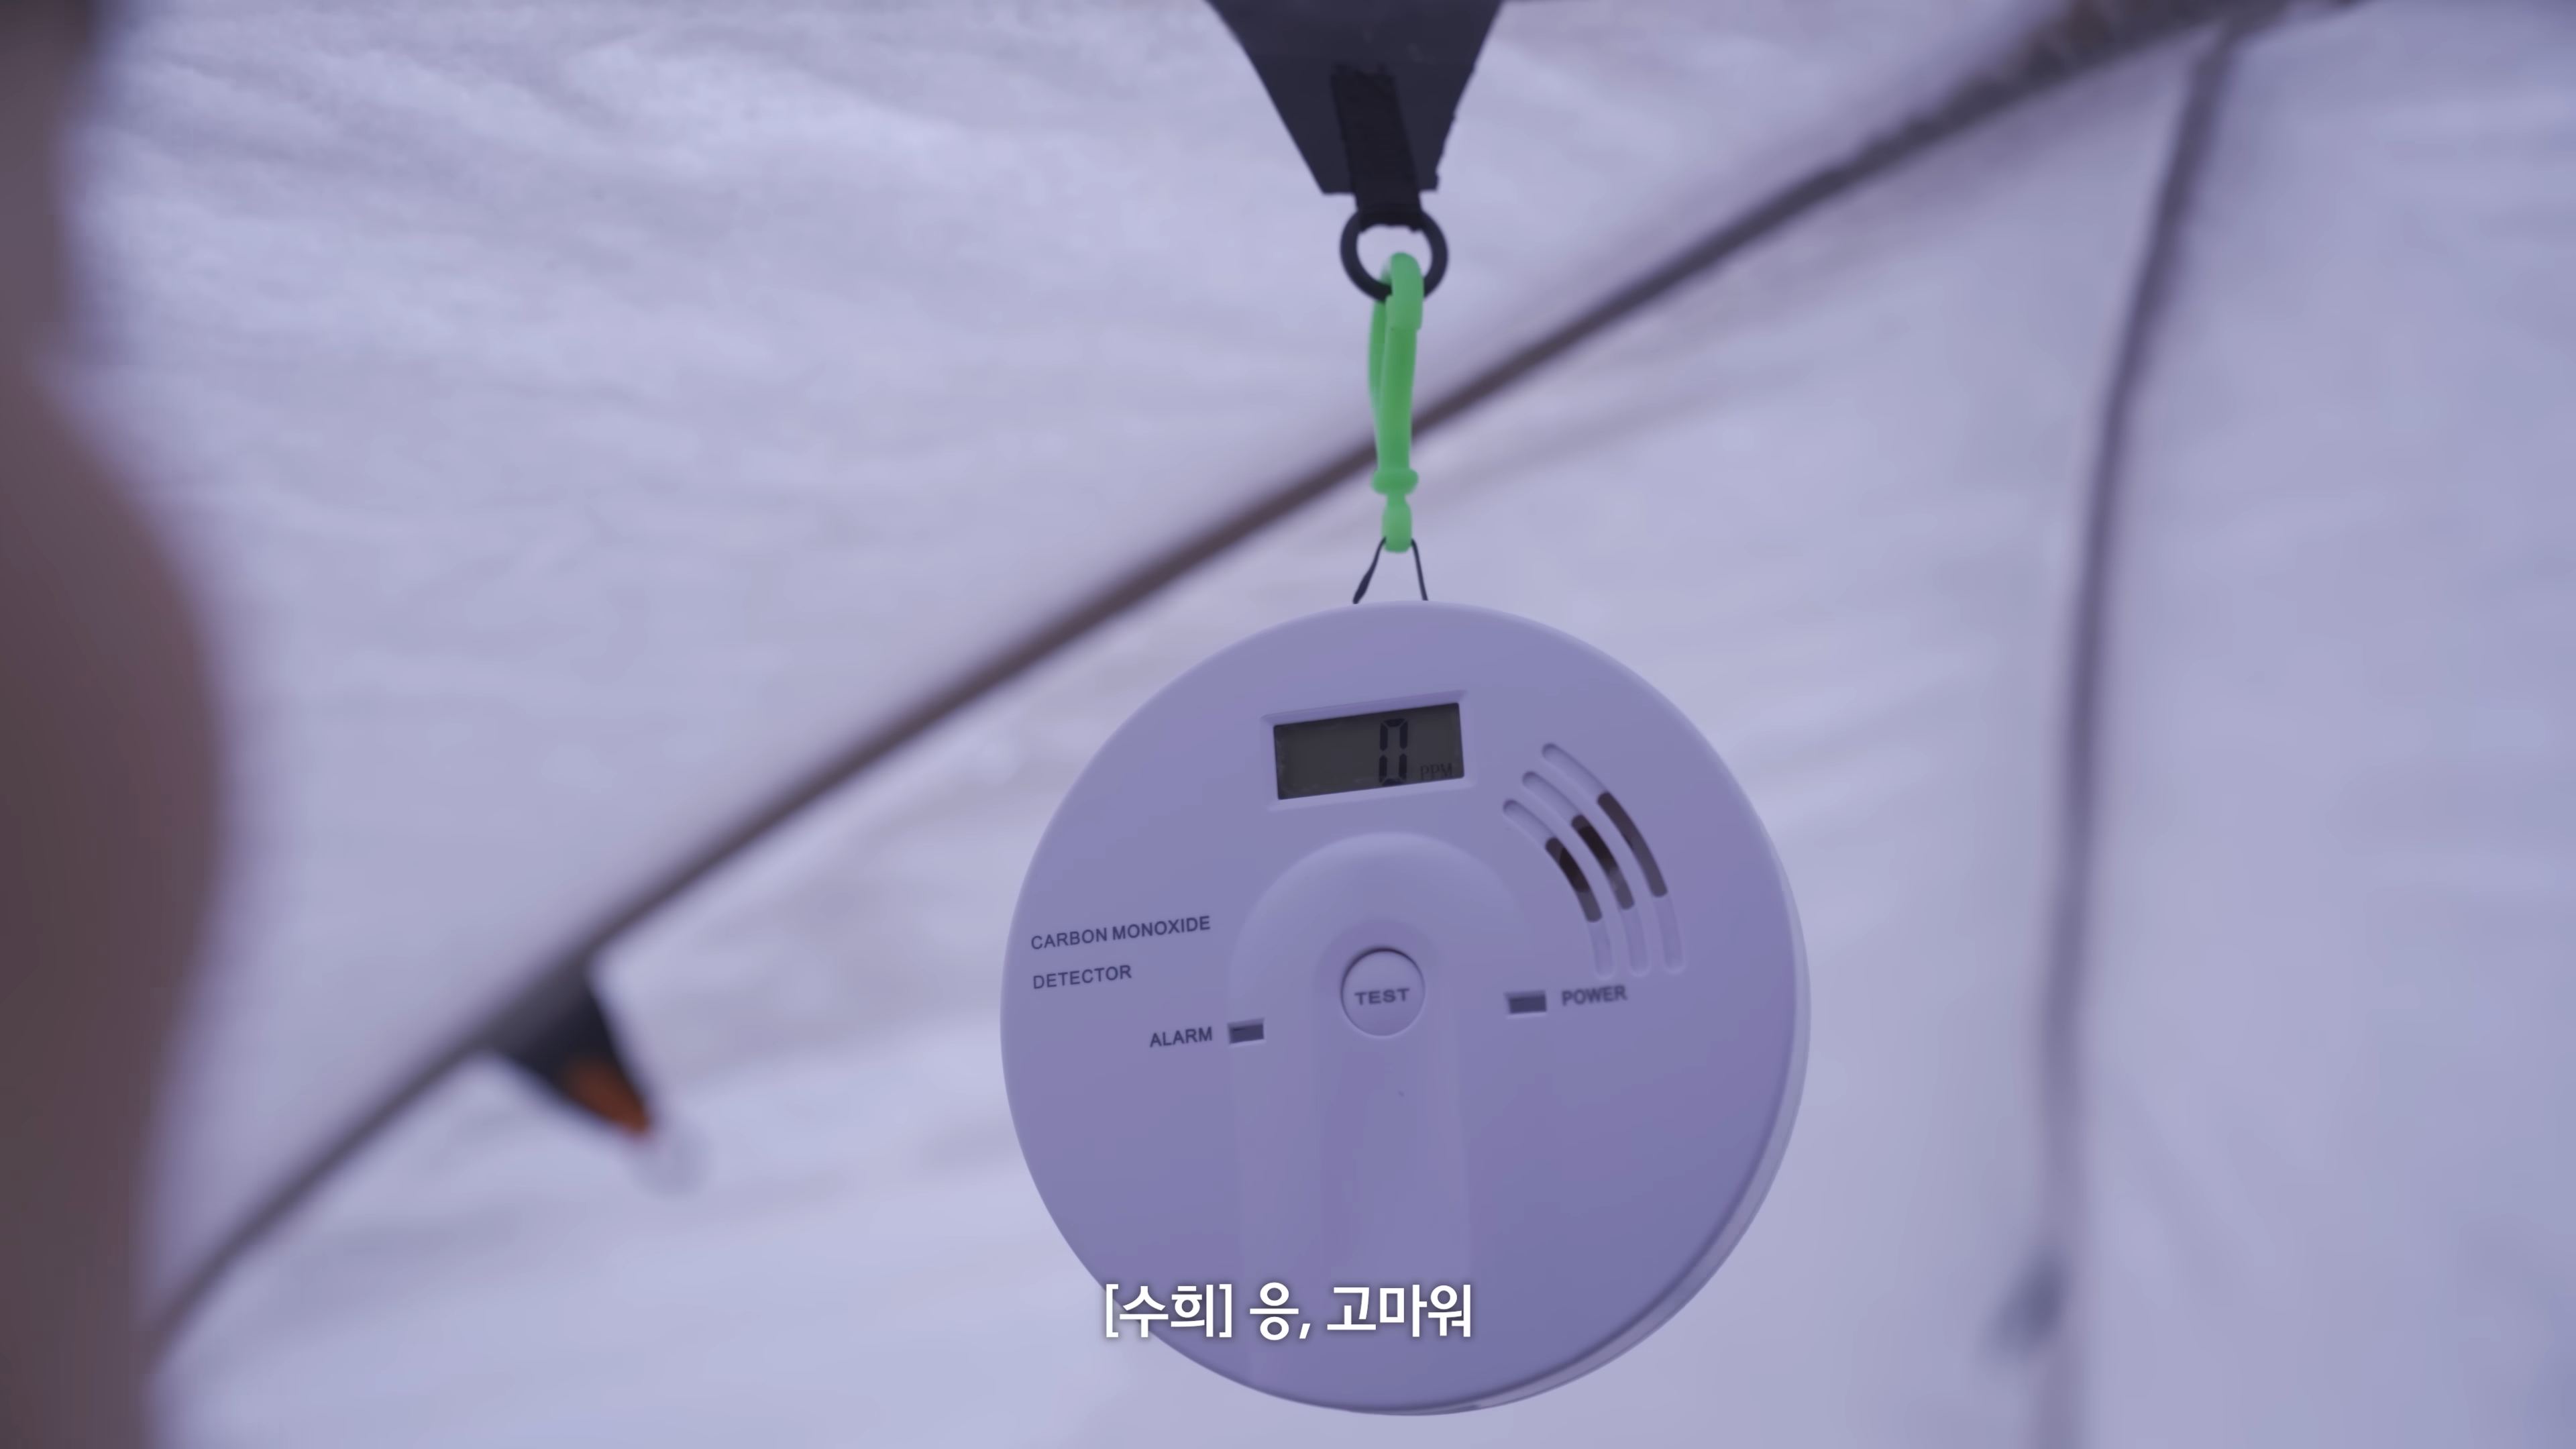 0 ppm
CARBON MONOXIDE
DETECTOR
TEST
POWER
ALARM
[수희] 응, 고마워